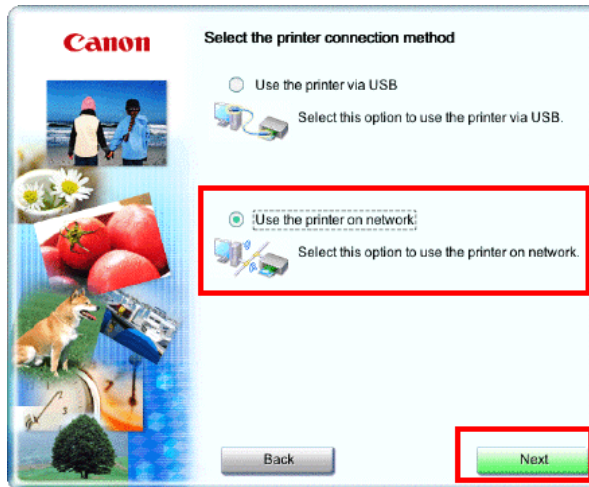 Canon
Select the printer connection method
Use the printer via USB
Select this option to use the printer via USB.
Use the printer on network
Select this option to use the printer on network.
Back
Next